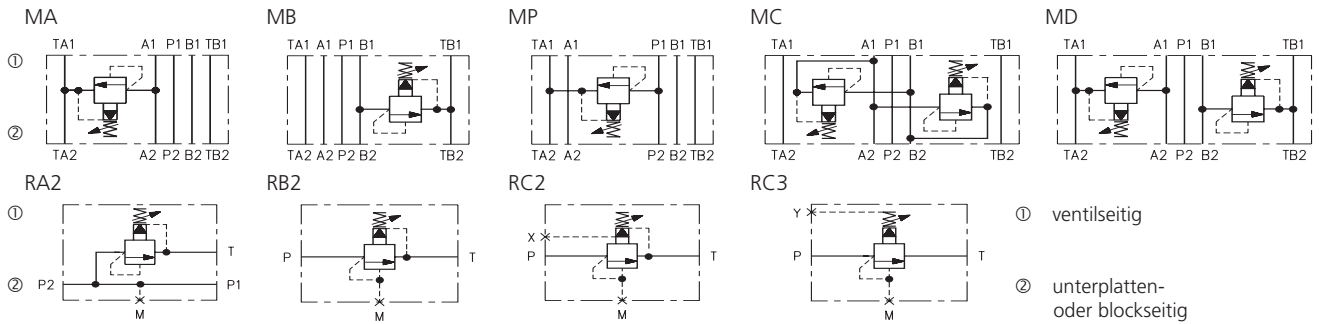 MA MB MP MC MD
TA1 A1 P1 B1 TB1 TA1 A1 P1 B1 TB1 TA1 A1 P1 B1 TB1 TA1 A1 P1 B1 TB1 TA1 A1 P1 B1 TB1
①
②
TA2 A2 P2 B2 TB2 TA2 A2 P2 B2 TB2 TA2 A2 P2 B2 TB2 TA2 A2 P2 B2 TB2 TA2 A2 P2 B2 TB2
RA2 RB2 RC2 RC3
① Y ① ventilseitig
X
T P T P T P T
② P2 P1 ② unterplatten-
oder blockseitig
M M M M